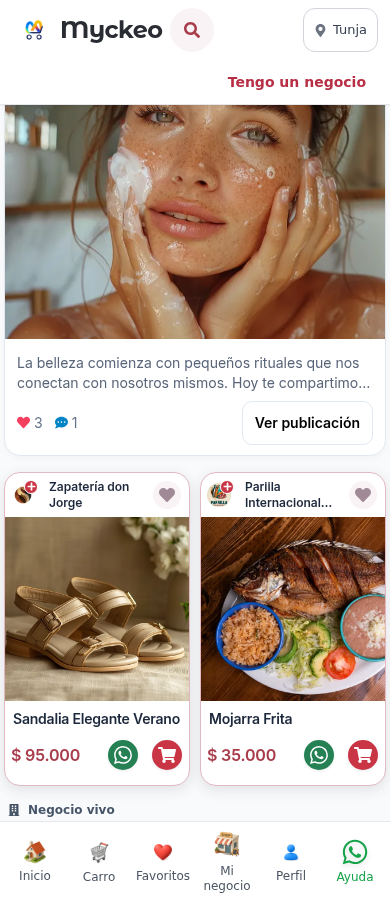 Myckeo
Tunja
Tengo un negocio
La belleza comienza con pequeños rituales que nos
conectan con nosotros mismos. Hoy te compartimo...
3 1
Ver publicación
Zapatería don
Jorge
Parilla
Internacional...
Sandalia Elegante Verano
Mojarra Frita
$ 95.000
$ 35.000
Negocio vivo
Inicio
Carro
Favoritos
Mi
negocio
Perfil
Ayuda